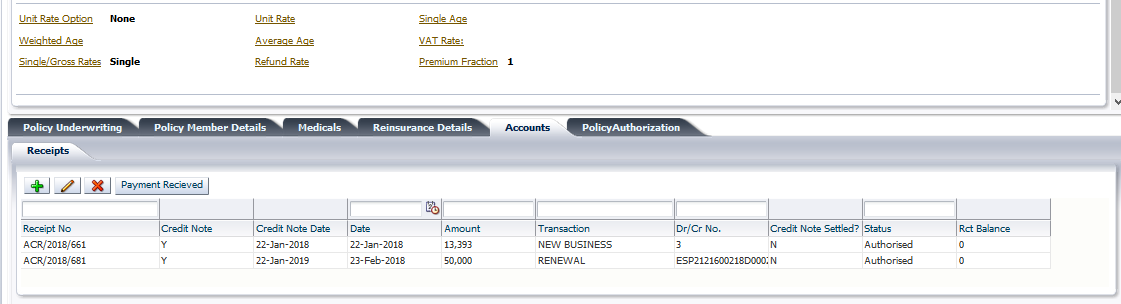 Unit Rate Option None Unit Rate Single Age
Weighted Age Average Age VAT Rate:
Single/Gross Rates Single Refund Rate Premium Fraction 1
Policy Underwriting Policy Member Details Medicals Reinsurance Details Accounts PolicyAuthorization
Receipts
Payment Recieved
Receipt No Credit Note Credit Note Date Date Amount Transaction Dr/Cr No. Credit Note Settled? Status Rct Balance
ACR/2018/661 Y 22-Jan-2018 22-Jan-2018 13,393 NEW BUSINESS 3 N Authorised 0
ACR/2018/681 Y 22-Jan-2019 23-Feb-2018 50,000 RENEWAL ESP2121600218D000 N Authorised 0